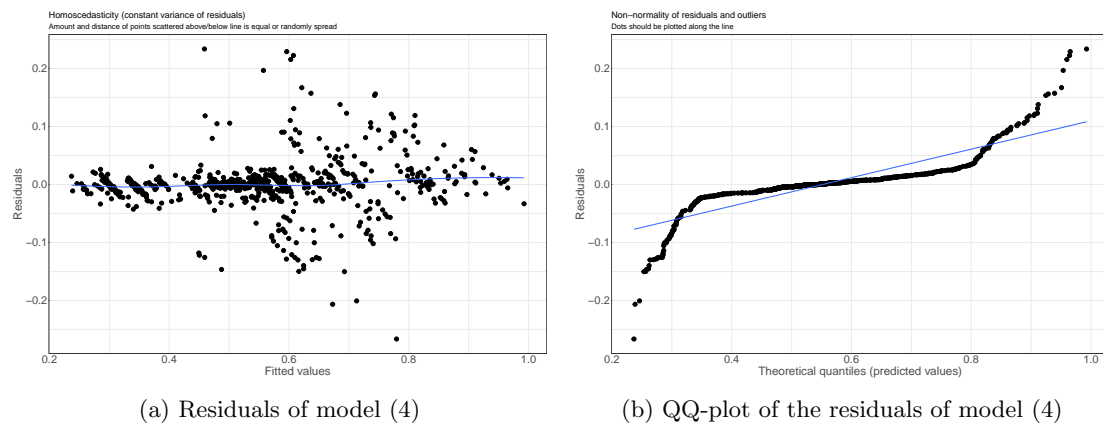 Homoscedasticity (constant variance of residuals)
Amount and distance of points scattered above/below line is equal or randomly spread
0.2
0.1
0.0
−0.1
−0.2
Residuals
0.2
0.4
0.6
0.8
1.0
Fitted values
(a) Residuals of model (4)
Non−normality of residuals and outliers
Dots should be plotted along the line
0.2
0.1
0.0
−0.1
−0.2
Residuals
0.2
0.4
0.6
0.8
1.0
Theoretical quantiles (predicted values)
(b) QQ-plot of the residuals of model (4)